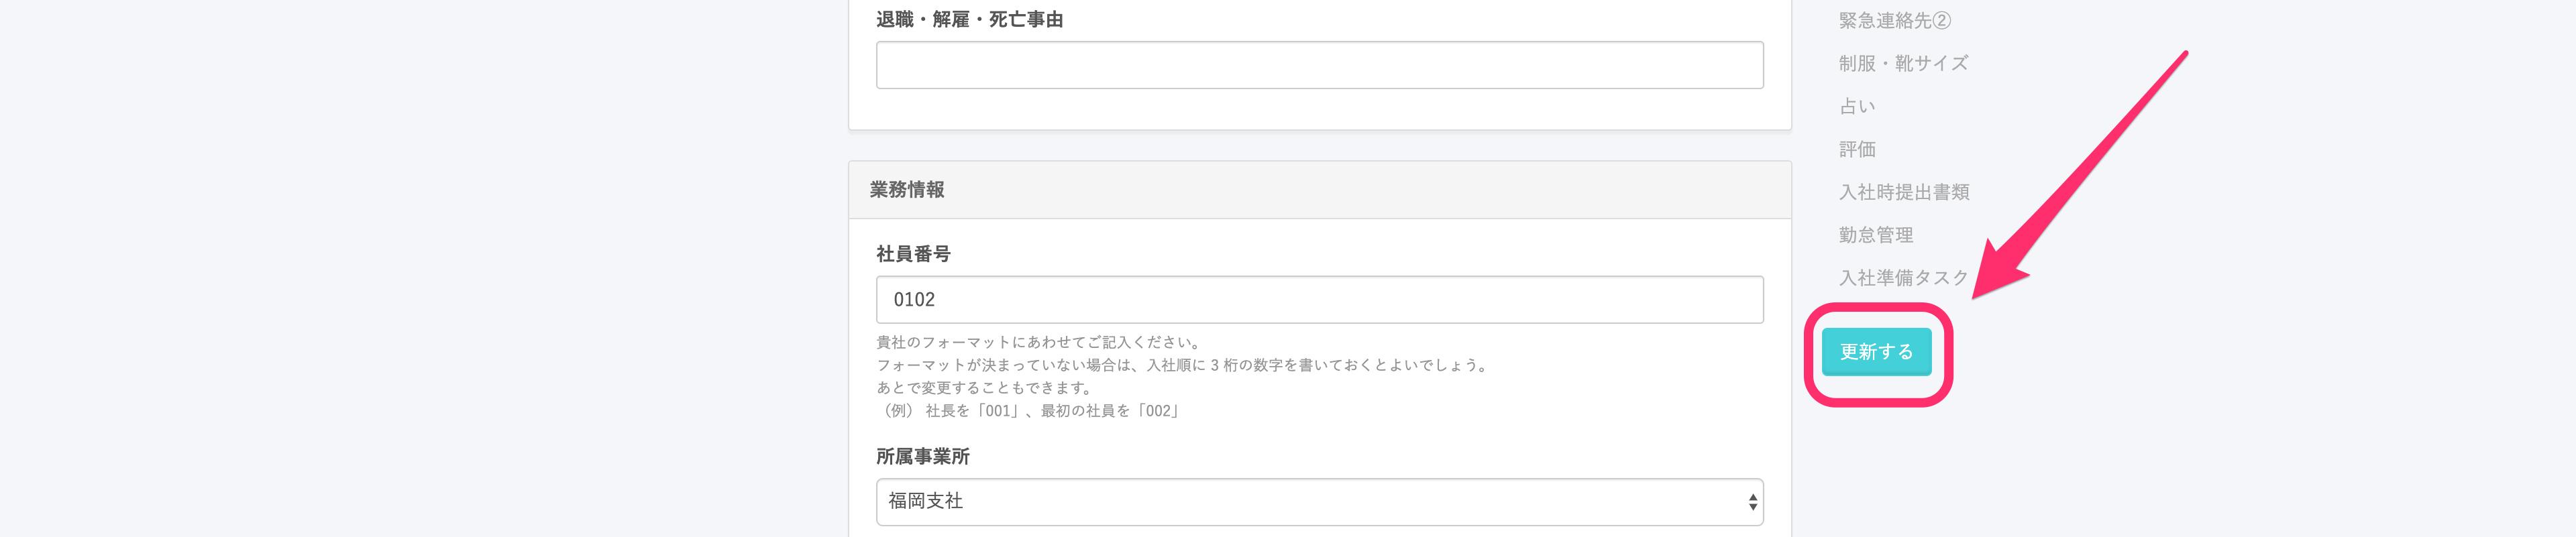 退職・解雇・死亡事由
業務情報
社員番号
0102
貴社のフォーマットにあわせてご記入ください。
フォーマットが決まっていない場合は、入社順に 3 桁の数字を書いておくとよいでしょう。
あとで変更することもできます。
（例） 社長を「001」、最初の社員を「002」
所属事業所
福岡支社
緊急連絡先②
制服・靴サイズ
占い
評価
入社時提出書類
勤怠管理
入社準備タスク
更新する